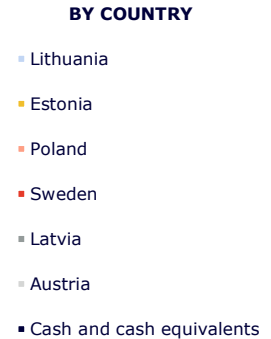 BY COUNTRY
Lithuania
Estonia
Poland
Sweden
Latvia
Austria
Cash and cash equivalents